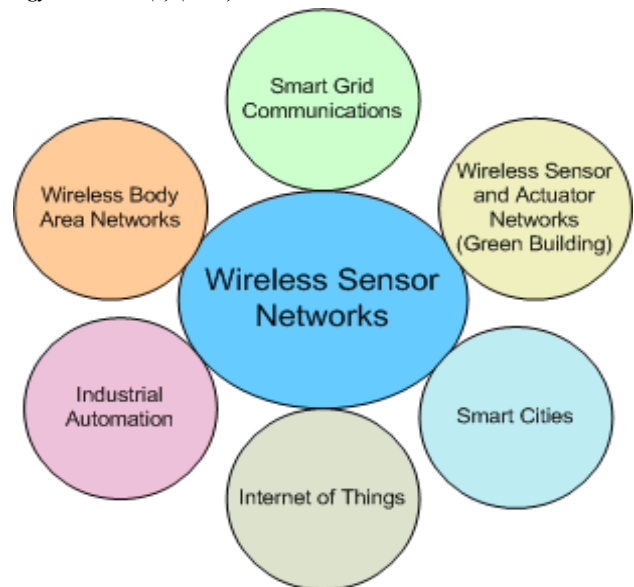 Smart Grid
Communications
Wireless Body
Area Networks
Wireless Sensor
and Actuator
Networks
(Green Building)
Wireless Sensor
Networks
Industrial
Automation
Smart Cities
Internet of Things